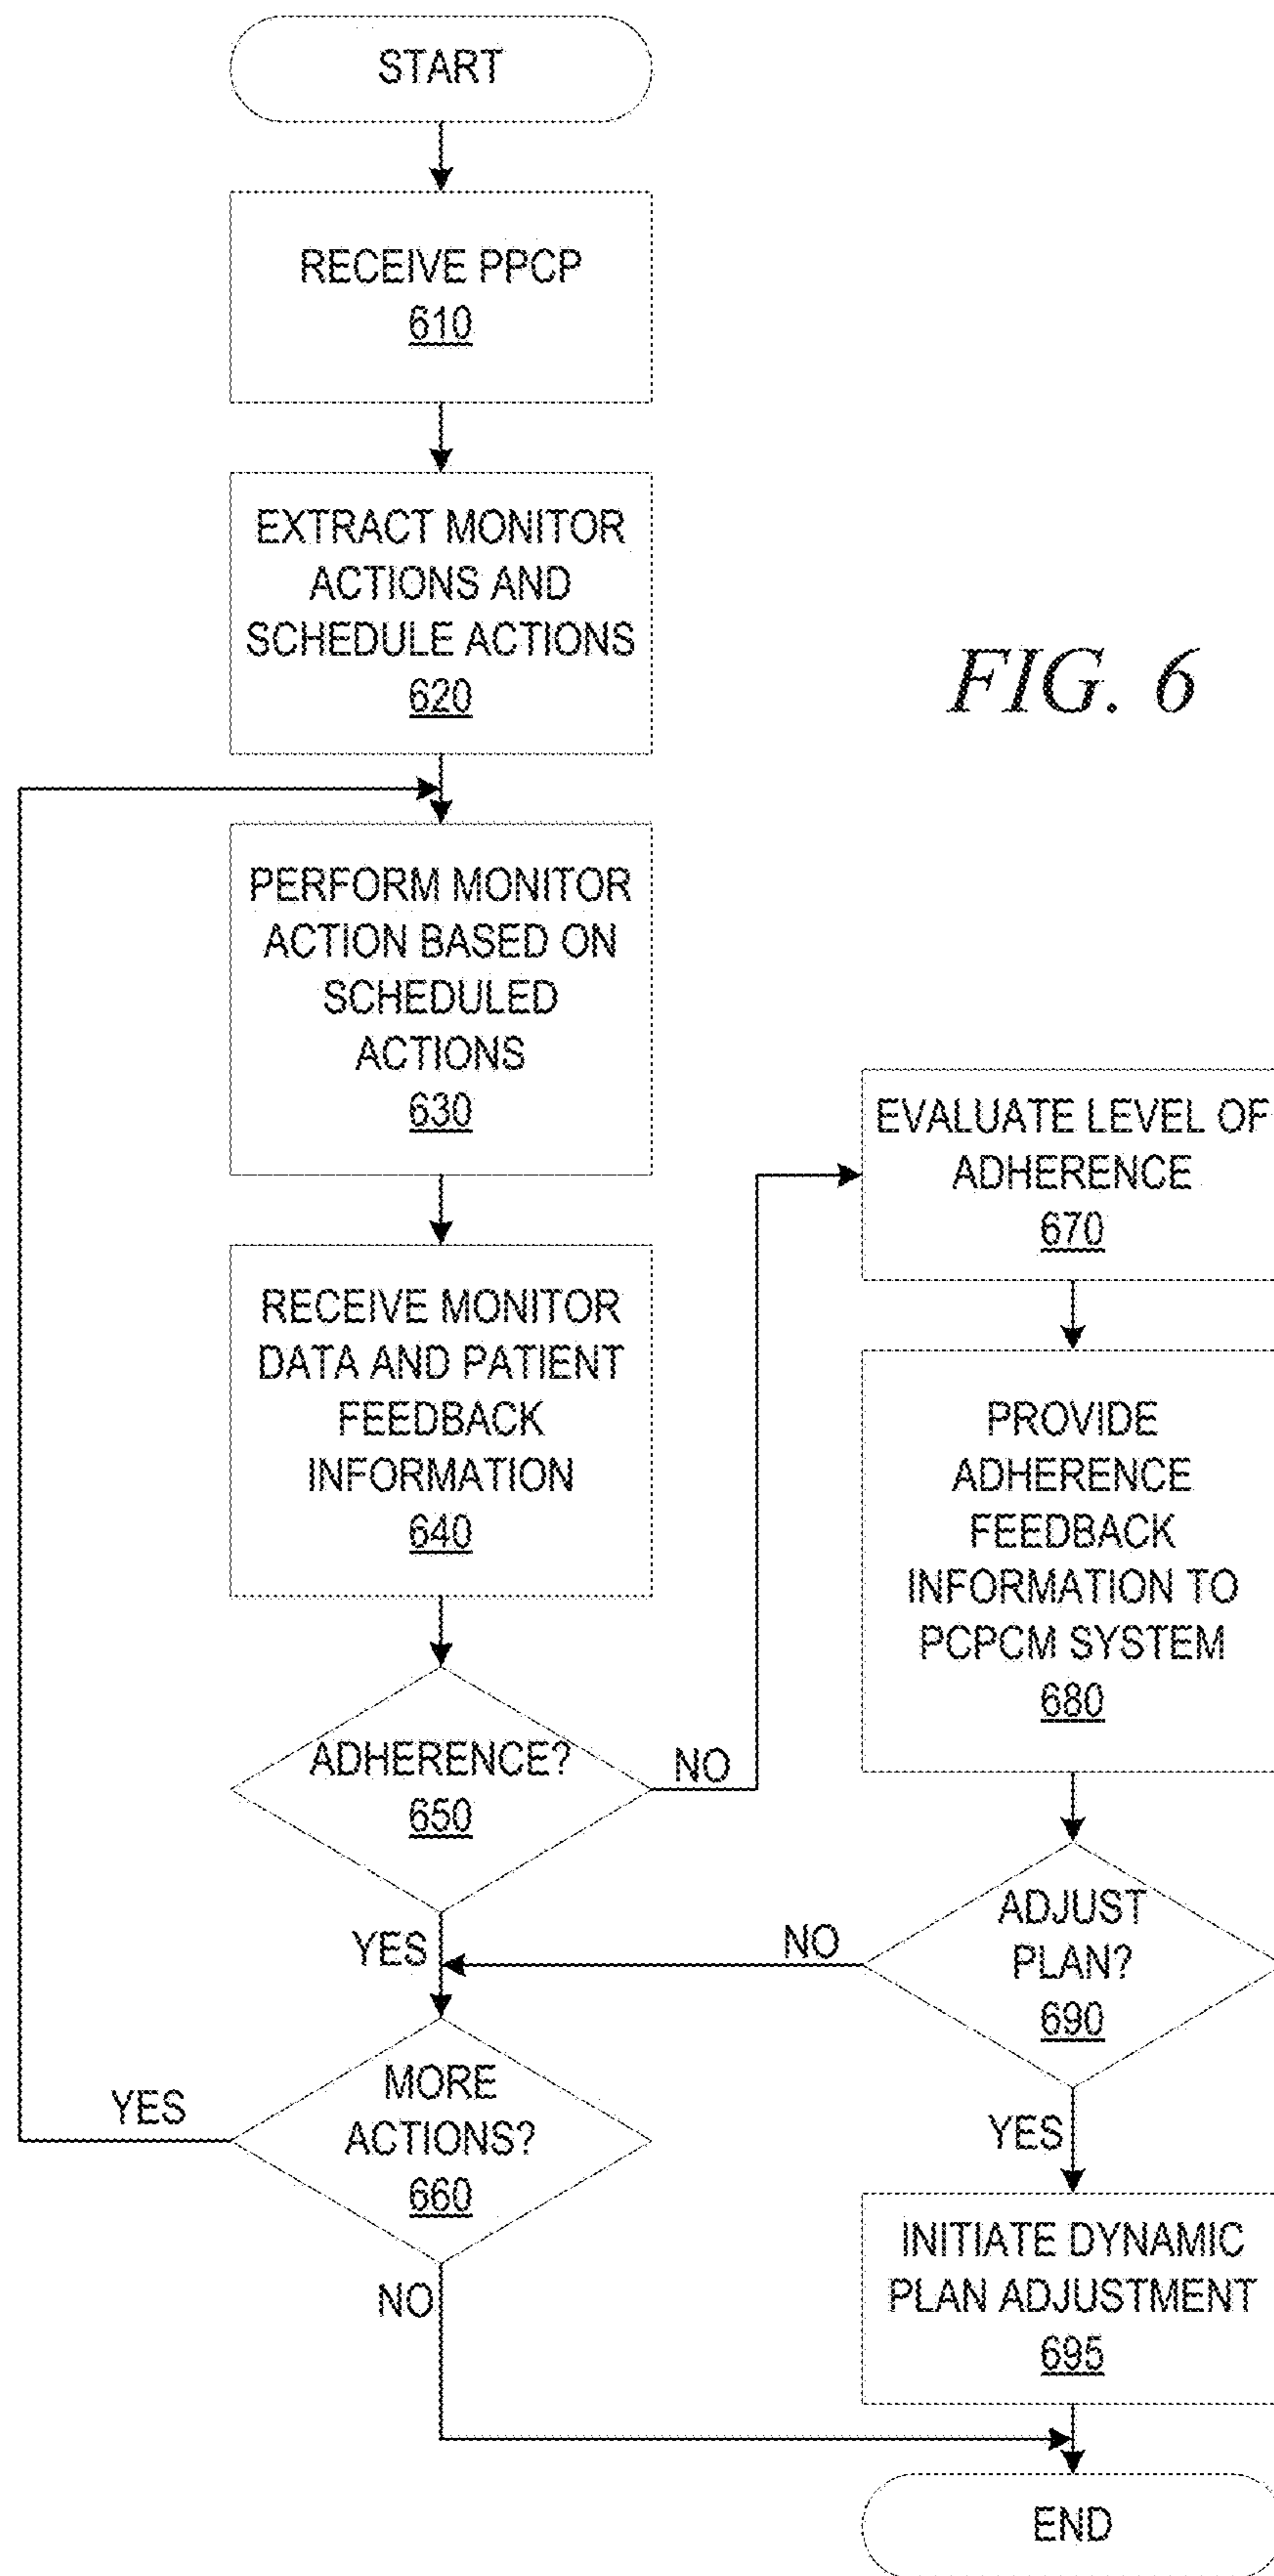 START
RECEIVE PPCP
610
EXTRACT MONITOR
ACTIONS AND
SCHEDULE ACTIONS
620
FIG. 6
PERFORM MONITOR
ACTION BASED ON
SCHEDULED
ACTIONS
630
RECEIVE MONITOR
DATA AND PATIENT
FEEDBACK
INFORMATION
640
ADHERENCE?
650
NO
YES
MORE
ACTIONS?
660
YES
NO
EVALUATE LEVEL OF
ADHERENCE
670
PROVIDE
ADHERENCE
FEEDBACK
INFORMATION TO
PCPCM SYSTEM
680
ADJUST
PLAN?
690
NO
YES
INITIATE DYNAMIC
PLAN ADJUSTMENT
695
END